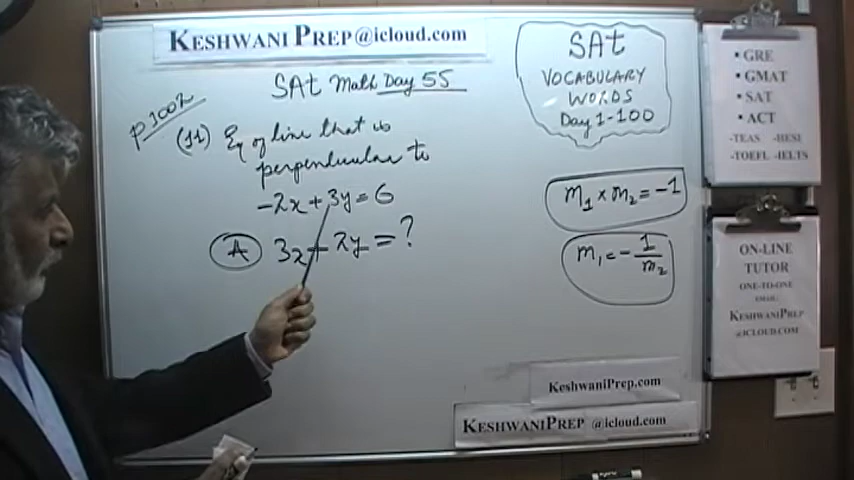 KESHWANI PREP@iCloud.com
SAt Math Day 55
P 1002
(11) Eq of line that is
perpendicular to
-2x + 3y = 6
A 3x + 2y = ?
SAt
VOCABULARY
WORDS
Day 1-100
m₁ x m₂ = -1
m₁ = - 1/m₂
• GRE
• GMAT
• SAT
• ACT
-TEAS -HESI
-TOEFL -IELTS
ON-LINE
TUTOR
ONE-TO-ONE
EMAIL:
KESHWANIPREP
@ICLOUD.COM
KESHWANIPREP.com
KESHWANIPREP @icloud.com